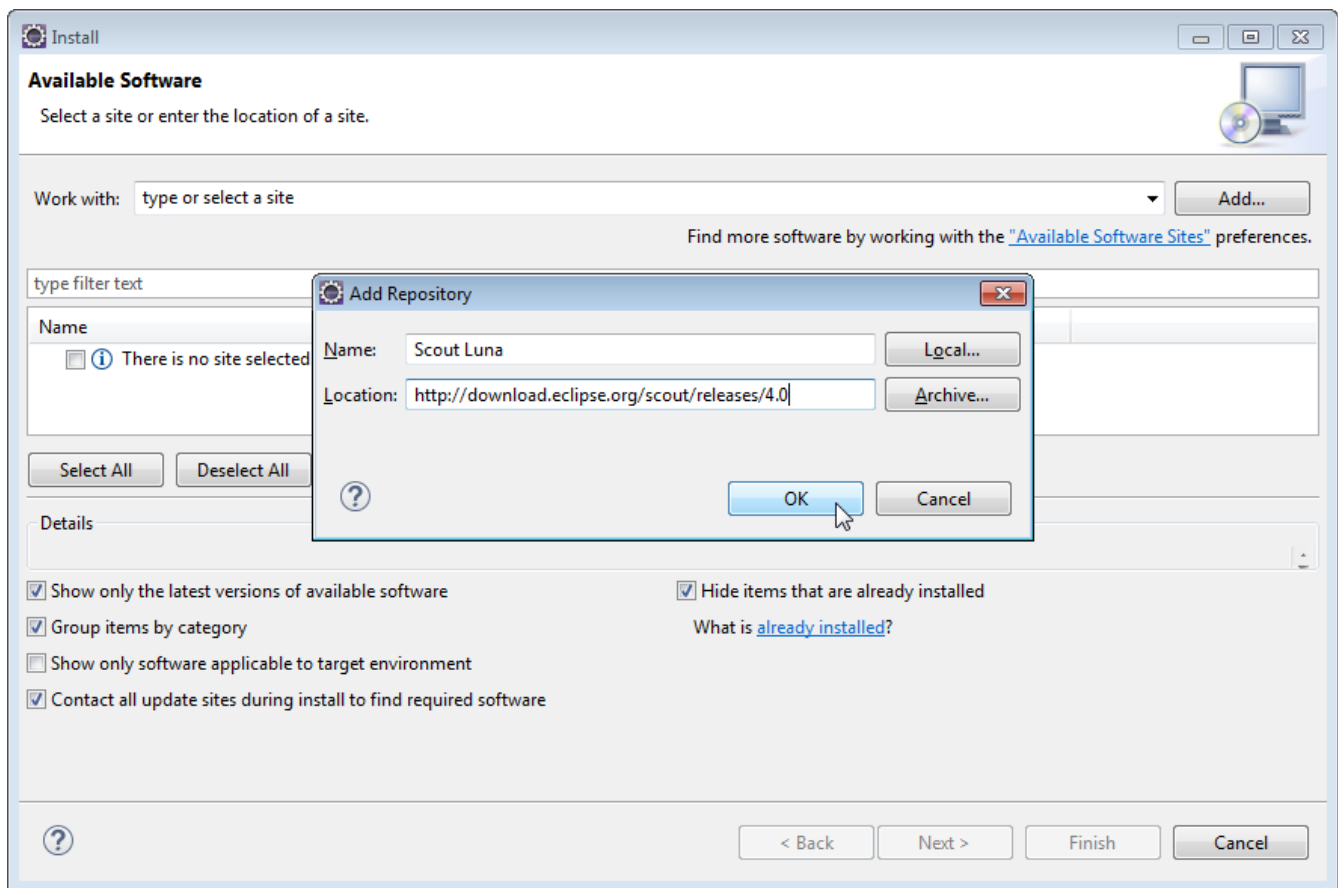 Install
Available Software
Select a site or enter the location of a site.
Work with: type or select a site Add...
Find more software by working with the "Available Software Sites" preferences.
type filter text
Name
There is no site selected
Add Repository
Name: Scout Luna Local...
Location: http://download.eclipse.org/scout/releases/4.0 Archive...
OK Cancel
Select All Deselect All
Details
Show only the latest versions of available software Hide items that are already installed
Group items by category What is already installed?
Show only software applicable to target environment
Contact all update sites during install to find required software
< Back Next > Finish Cancel